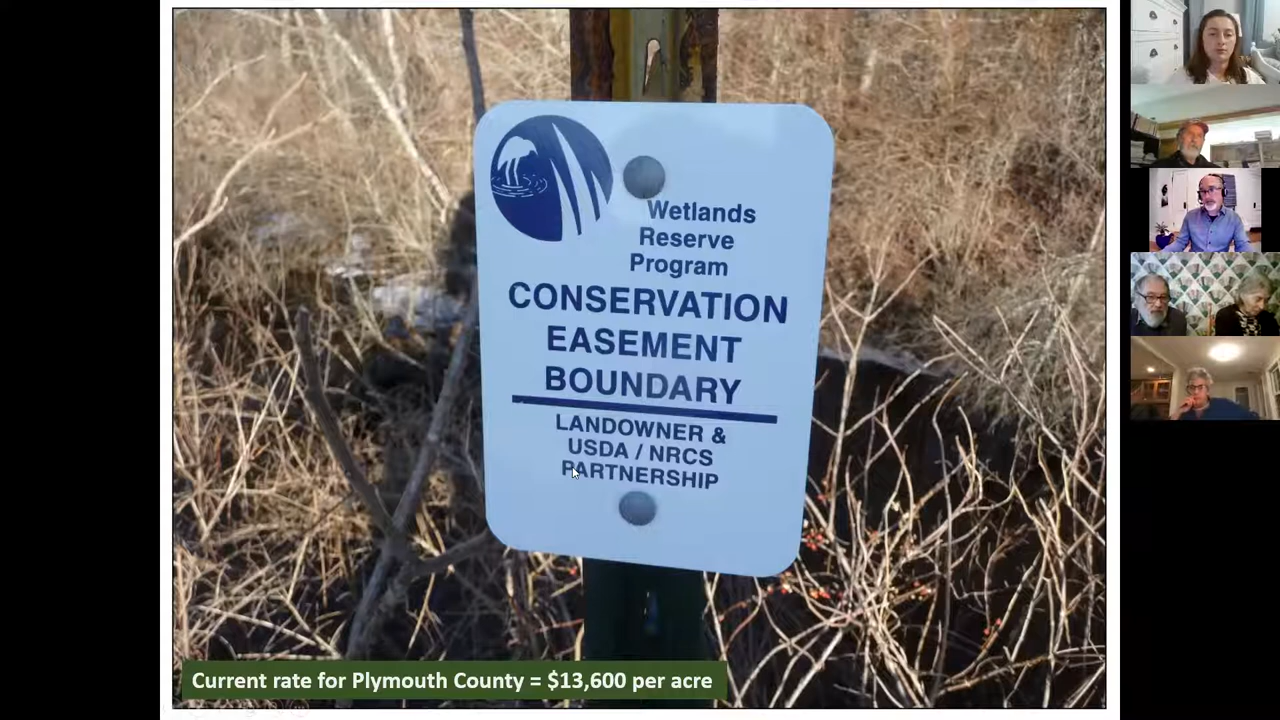 Wetlands
Reserve
Program
CONSERVATION
EASEMENT
BOUNDARY
LANDOWNER &
USDA / NRCS
PARTNERSHIP
Current rate for Plymouth County = $13,600 per acre